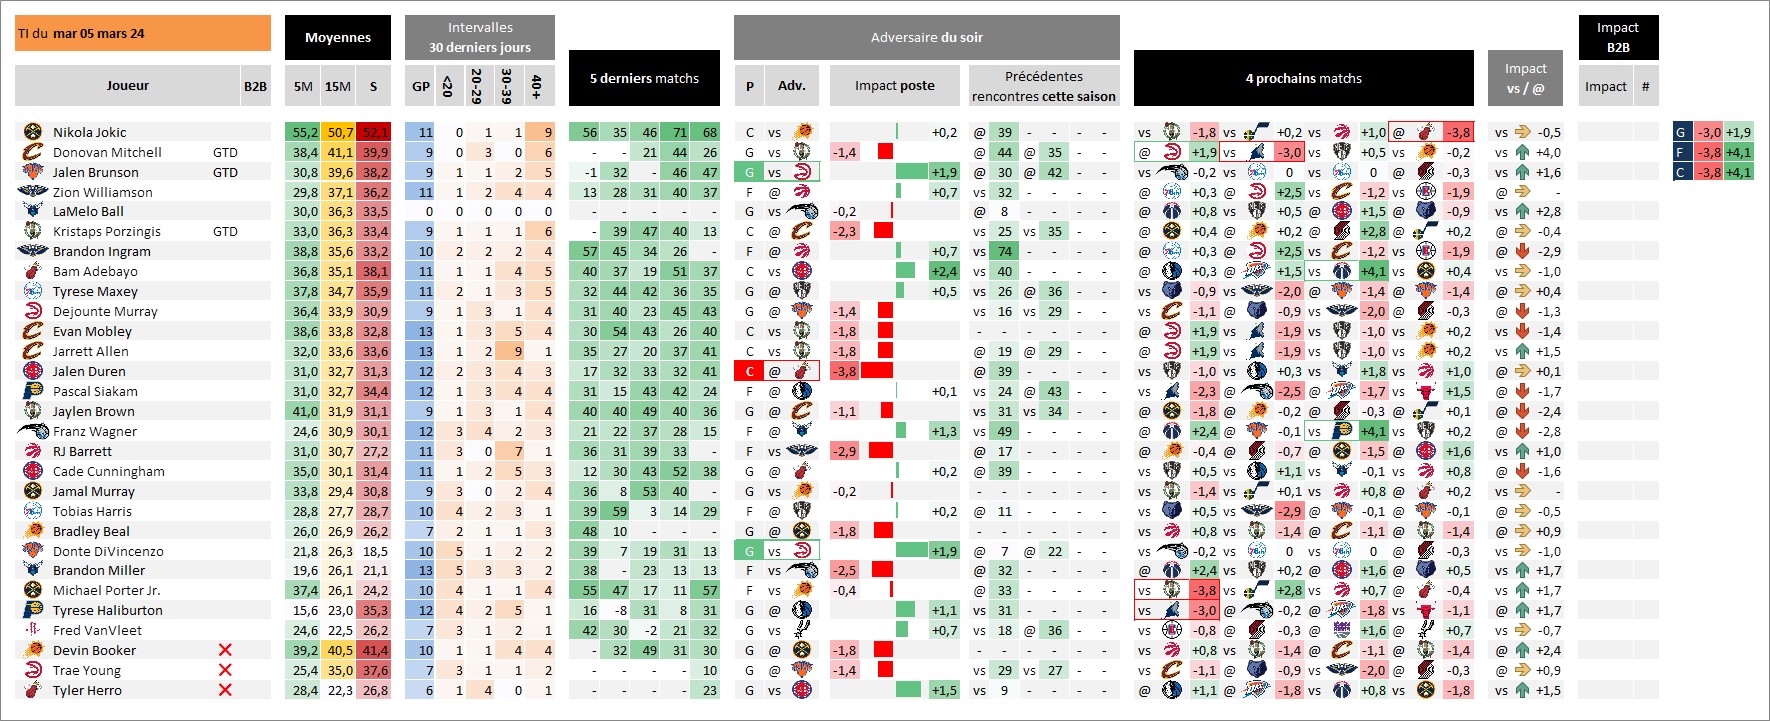 TI du mar 05 mars 24
Moyennes
Intervalles
30 derniers jours
5 derniers matchs
Adversaire du soir
4 prochains matchs
Impact
vs / @
Impact
B2B
Joueur B2B 5M 15M S GP <20 20-29 30-39 40+ P Adv. Impact poste Précédentes rencontres cette saison Impact #
Nikola Jokic 55,2 50,7 52,1 11 0 1 1 9 56 35 46 71 68 C vs +0,2 @ 39 - - - - vs -1,8 vs +0,2 vs +1,0 @ -3,8 vs -0,5
Donovan Mitchell GTD 38,4 41,1 39,9 9 0 3 0 6 - - 21 44 26 G vs -1,4 @ 44 @ 35 - - @ +1,9 vs -3,0 vs +0,5 vs -0,2 vs +4,0
Jalen Brunson GTD 30,8 39,6 38,2 9 1 1 2 5 -1 32 - 46 47 G vs +1,9 @ 30 @ 42 - - vs -0,2 vs 0 vs 0 @ -0,3 vs +1,6
Zion Williamson 29,8 37,1 36,2 11 1 2 4 4 13 28 31 40 37 F @ +0,7 vs 32 - - - - @ +0,3 @ +2,5 vs -1,2 vs -1,9 @ -
LaMelo Ball 30,0 36,3 33,5 0 0 0 0 0 - - - - - G vs -0,2 @ 8 - - - - @ +0,8 vs +0,5 @ +1,5 @ -0,9 vs +2,8
Kristaps Porzingis GTD 33,0 36,3 33,4 9 1 1 1 6 - 39 47 40 13 C @ -2,3 vs 25 vs 35 - - @ +0,4 @ +0,2 @ +2,8 @ +0,2 @ -0,4
Brandon Ingram 38,8 35,6 33,2 10 2 2 2 4 57 45 34 26 - F @ +0,7 vs 74 - - - - @ +0,3 @ +2,5 vs -1,2 vs -1,9 @ -2,9
Bam Adebayo 36,8 35,1 38,1 11 1 1 4 5 40 37 19 51 37 C vs +2,4 vs 40 - - - - @ +0,3 @ +1,5 vs +4,1 vs +0,4 vs -1,0
Tyrese Maxey 37,8 34,7 35,9 11 2 1 3 5 32 44 42 36 35 G @ +0,5 vs 26 @ 36 - - vs -0,9 vs -2,0 @ -1,4 @ -1,4 @ +0,4
Dejounte Murray 36,4 33,9 30,9 9 1 3 1 4 31 40 23 45 43 G @ -1,4 vs 16 vs 29 - - vs -1,1 @ -0,9 vs -2,0 @ -0,3 @ -1,3
Evan Mobley 38,6 33,8 32,8 13 1 3 5 4 30 54 43 26 40 C vs -1,8 - - - - - - @ +1,9 vs -1,9 vs -1,0 vs +0,2 vs -1,4
Jarrett Allen 32,0 33,6 33,6 13 1 2 9 1 35 27 20 37 41 C vs -1,8 @ 19 @ 29 - - @ +1,9 vs -1,9 vs -1,0 vs +0,2 vs +1,5
Jalen Duren 31,0 32,7 31,3 12 2 3 4 3 17 32 33 32 41 C @ -3,8 @ 39 - - - - vs -1,0 vs +0,3 vs +1,8 vs +1,0 @ +0,1
Pascal Siakam 31,2 32,7 34,4 12 1 3 4 4 31 15 43 42 24 F @ +0,1 vs 24 @ 43 - - vs -2,3 @ -2,5 @ -1,7 vs +1,5 @ -1,7
Jaylen Brown 41,0 31,9 31,1 9 1 3 1 4 40 40 49 40 36 G @ -1,1 vs 31 vs 34 - - @ -1,8 @ -0,2 @ -0,3 @ +0,1 @ -2,4
Franz Wagner 24,6 30,9 30,1 12 3 4 2 3 21 22 37 28 15 F @ +1,3 vs 49 - - - - @ +2,4 @ -0,1 vs +4,1 vs +0,2 @ -2,8
RJ Barrett 31,0 30,7 27,2 11 3 0 7 1 36 31 39 33 - F vs -2,9 @ 17 - - - - @ -0,4 @ -0,7 @ -1,5 @ +1,6 vs +1,0
Cade Cunningham 35,0 30,1 31,4 11 1 2 5 3 12 30 43 52 38 G @ +0,2 @ 39 - - - - vs +0,5 vs +1,1 vs -0,1 vs +0,8 @ -1,6
Jamal Murray 33,8 29,4 30,8 9 3 0 2 4 36 8 53 40 - G vs -0,2 - - - - - - vs -1,4 vs +0,1 vs +0,8 @ +0,2 vs -
Tobias Harris 28,8 27,7 28,7 10 4 2 3 1 39 59 3 14 29 F @ +0,2 @ 11 - - - - vs +0,5 vs -2,9 @ -0,1 @ -0,1 @ -0,5
Bradley Beal 26,0 26,9 26,2 7 2 1 1 3 48 10 - - - G @ -1,8 - - - - - - vs +0,8 vs -1,4 @ -1,1 @ -1,4 @ +0,9
Donte DiVincenzo 21,8 26,3 18,5 10 5 1 2 2 39 7 19 31 13 G vs +1,9 @ 7 @ 22 - - vs -0,2 vs 0 vs 0 @ -0,3 vs -1,0
Brandon Miller 19,6 26,1 21,1 13 5 3 3 2 38 - 23 13 13 F vs -2,5 @ 32 - - - - @ +2,4 vs +0,2 @ +1,6 @ +0,5 vs +1,7
Michael Porter Jr. 37,4 26,1 24,2 10 4 1 1 4 55 47 17 11 57 F vs -0,4 @ 33 - - - - vs -3,8 vs +2,8 vs +0,7 @ -0,4 vs +1,7
Tyrese Haliburton 15,6 23,0 35,3 12 4 2 5 1 16 -8 31 8 31 G @ +1,1 vs 31 - - - - vs -3,0 @ -0,2 @ -1,8 vs -1,1 @ +1,7
Fred VanVleet 24,6 22,5 26,2 7 3 1 2 1 42 30 -2 21 32 G vs +0,7 vs 18 @ 36 - - vs -0,8 @ -0,3 @ +1,6 @ +0,7 vs -0,7
Devin Booker 39,2 40,5 41,4 10 1 1 4 4 - 32 49 31 30 G @ -1,8 - - - - - - vs +0,8 vs -1,4 @ -1,1 @ -1,4 @ +2,4
Trae Young 25,4 35,0 37,6 7 3 1 1 2 - - - - 10 G @ -1,4 vs 29 vs 27 - - vs -1,1 @ -0,9 vs -2,0 @ -0,3 @ +0,9
Tyler Herro 28,4 22,3 26,8 6 1 4 0 1 - - - - 23 G vs +1,5 vs 9 - - - - @ +1,1 @ -1,8 vs +0,8 vs -1,8 vs +1,5
G -3,0 +1,9
F -3,8 +4,1
C -3,8 +4,1